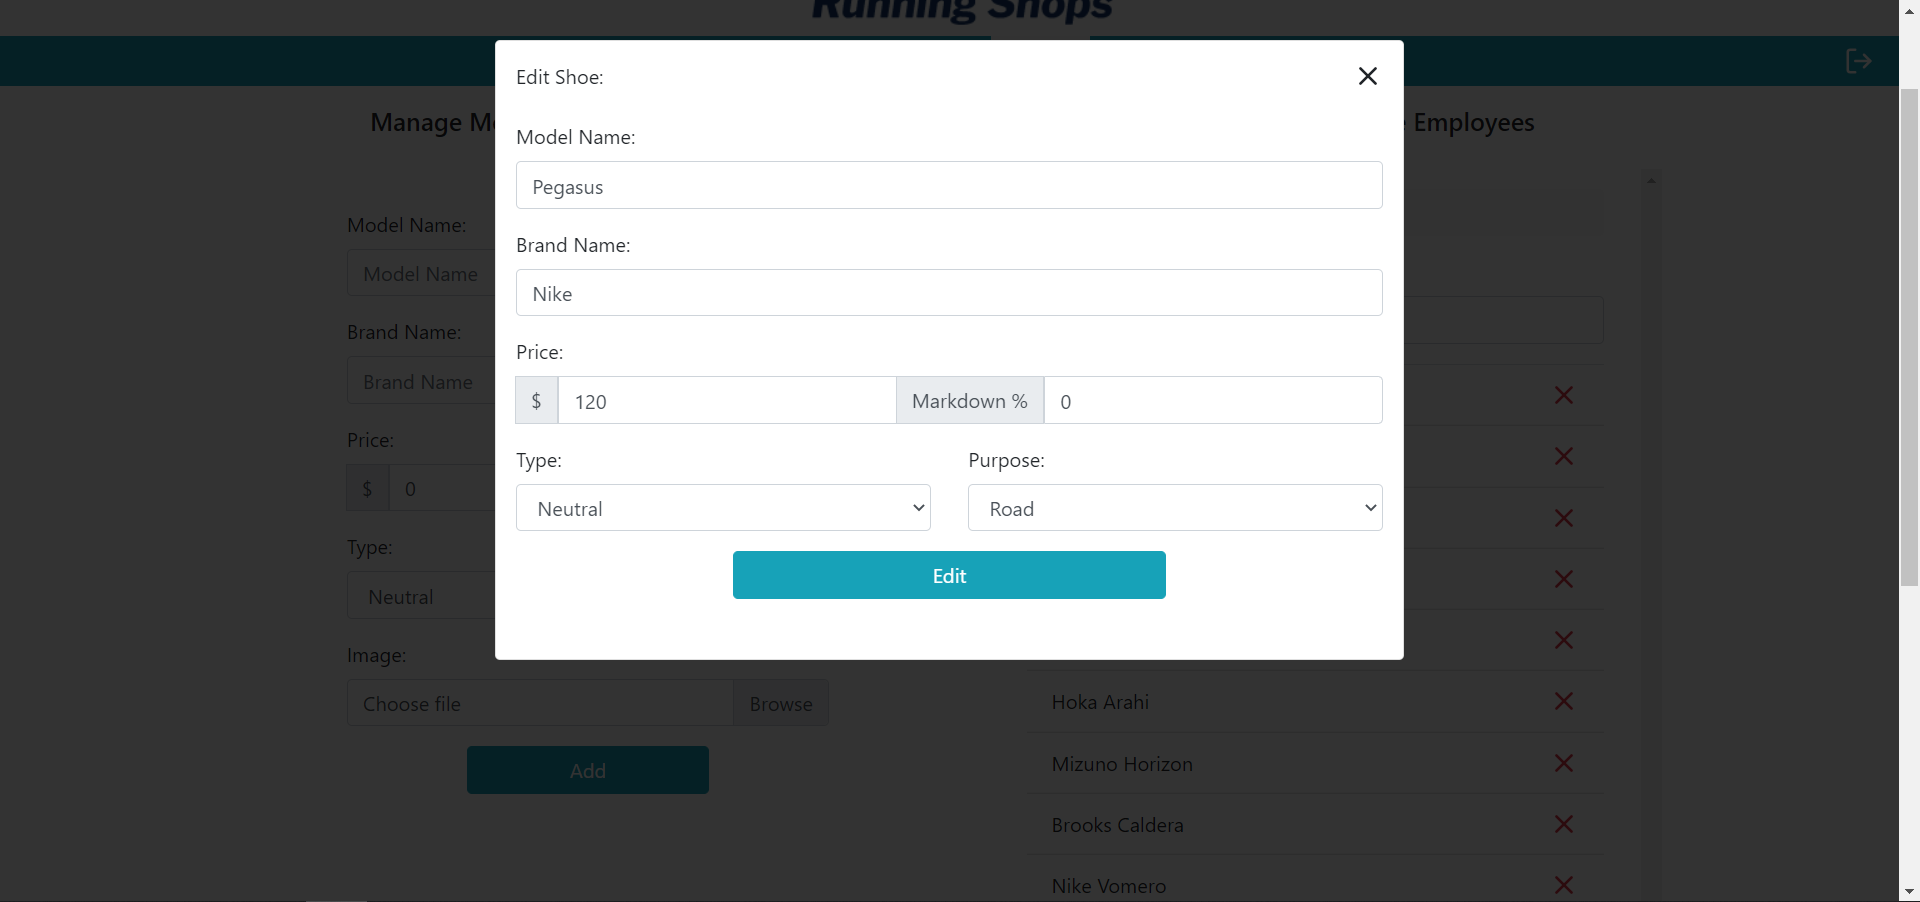 Running Shops
Manage M
Employees
Edit Shoe:
Model Name:
Pegasus
Brand Name:
Nike
Price:
$ 120 Markdown % 0
Type: Purpose:
Neutral Road
Edit
Model Name:
Model Name
Brand Name:
Brand Name
Price:
$ 0
Type:
Neutral
Image:
Choose file Browse
Add
Hoka Arahi
Mizuno Horizon
Brooks Caldera
Nike Vomero